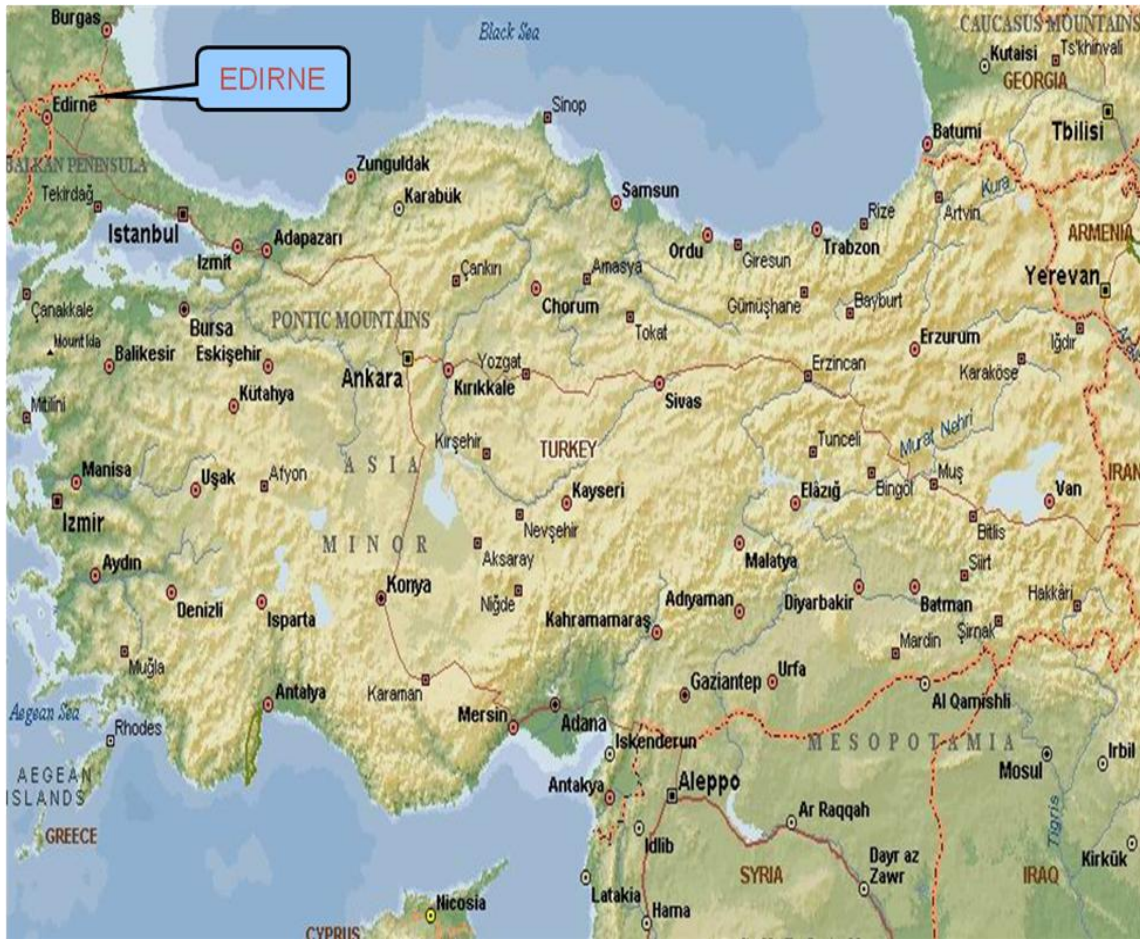 Burgas
Black Sea
CAUCASUS MOUNTAINS
Kutaisi
Ts'khinvali
GEORGIA
EDIRNE
Edirne
Sinop
Tbilisi
Batumi
BALKAN PENINSULA
Zunguldak
Karabük
Samsun
Kura
Artvin
Tekirdağ
Istanbul
Izmit
Adapazarı
Ordu
Giresun
Trabzon
Rize
ARMENIA
Çankırı
Amasya
Yerevan
Çanakkale
Bursa
PONTIC MOUNTAINS
Chorum
Tokat
Gümüşhane
Bayburt
Mount Ida
Balikesir
Eskişehir
Ankara
Kırıkkale
Yozgat
Sivas
Erzincan
Erzurum
Karaköse
Iğdır
Kütahya
Mitilini
Kırşehir
TURKEY
Tunceli
Murat Nehri
ASIA
Manisa
Uşak
Afyon
Kayseri
Elâzığ
Bingöl
Muş
Van
IRAN
Izmir
Nevşehir
Bitlis
MINOR
Aksaray
Malatya
Aydın
Siirt
Denizli
Isparta
Konya
Niğde
Adıyaman
Diyarbakir
Batman
Hakkâri
Kahramamaraş
Şirnak
Muğla
Mardin
Karaman
Gaziantep
Urfa
Antalya
Al Qamishli
Aegean Sea
Rhodes
Mersin
Adana
Iskenderun
MESOPOTAMIA
Mosul
Irbil
AEGEAN
ISLANDS
Antakya
Aleppo
Ar Raqqah
Tigris
GREECE
Idlib
Kirkūk
Dayr az
Zawr
SYRIA
IRAQ
Latakia
Nicosia
Hama
CYPRUS